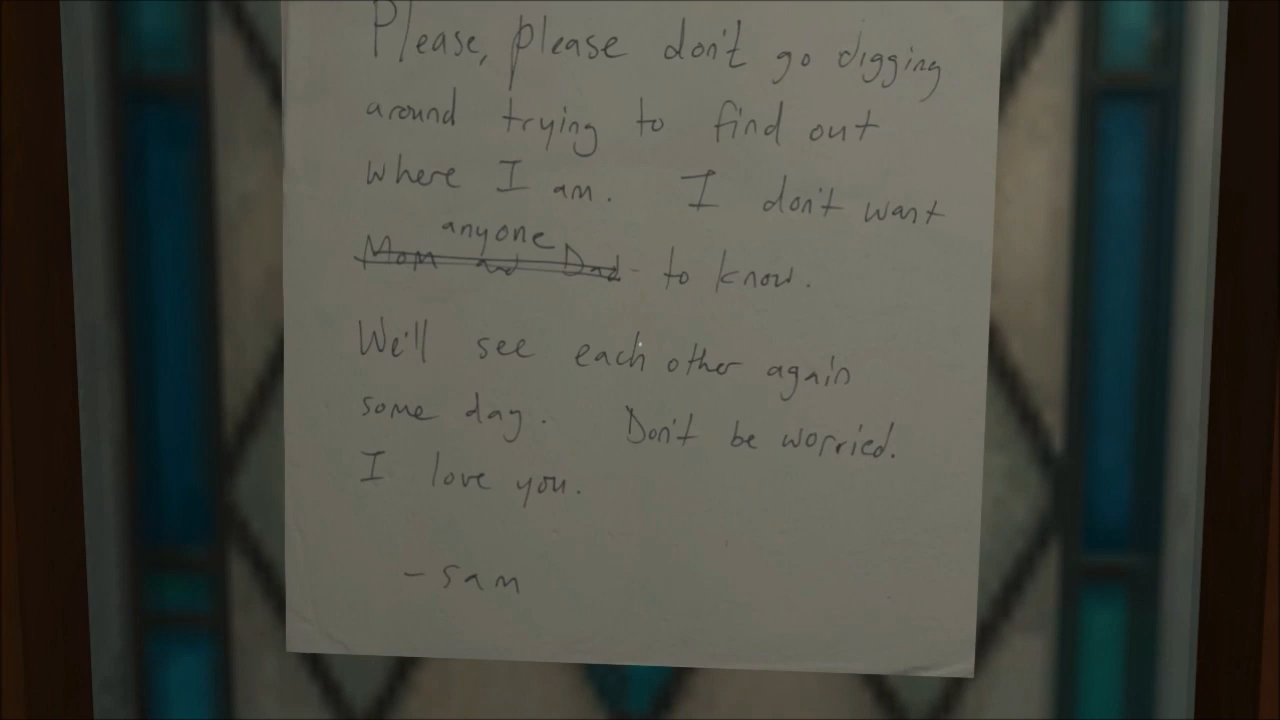 Please, please don't go digging
around trying to find out
where I am. I don't want
anyone
Mom and Dad to know.
We'll see each other again
some day. Don't be worried.
I love you.
- Sam